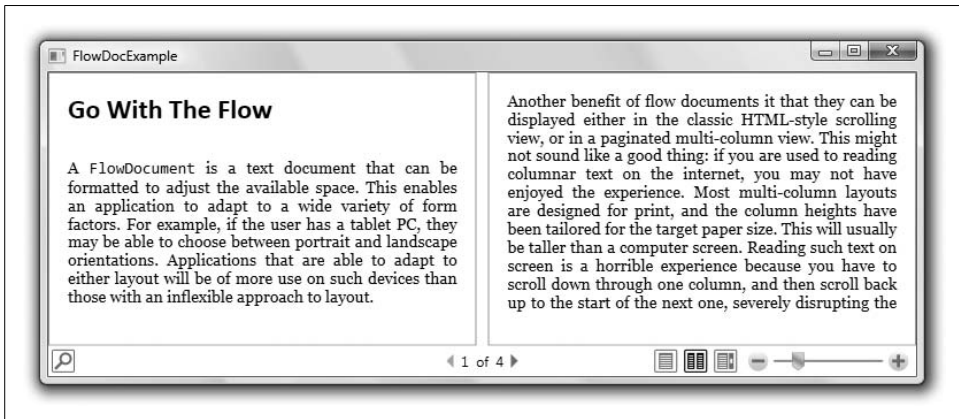 FlowDocExample
Go With The Flow
A FlowDocument is a text document that can be
formatted to adjust the available space. This enables
an application to adapt to a wide variety of form
factors. For example, if the user has a tablet PC, they
may be able to choose between portrait and landscape
orientations. Applications that are able to adapt to
either layout will be of more use on such devices than
those with an inflexible approach to layout.
Another benefit of flow documents it that they can be
displayed either in the classic HTML-style scrolling
view, or in a paginated multi-column view. This might
not sound like a good thing: if you are used to reading
columnar text on the internet, you may not have
enjoyed the experience. Most multi-column layouts
are designed for print, and the column heights have
been tailored for the target paper size. This will usually
be taller than a computer screen. Reading such text on
screen is a horrible experience because you have to
scroll down through one column, and then scroll back
up to the start of the next one, severely disrupting the
1 of 4